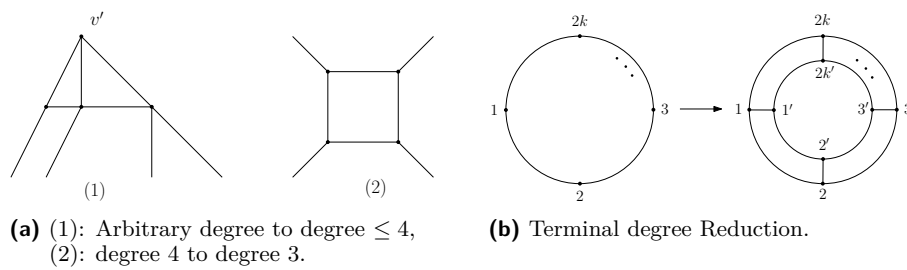 v′
(1)
(2)
(a) (1): Arbitrary degree to degree ≤ 4,
(2): degree 4 to degree 3.
2k
1
3
2
2k
2k′
1
1′
3′
3
2′
2
(b) Terminal degree Reduction.